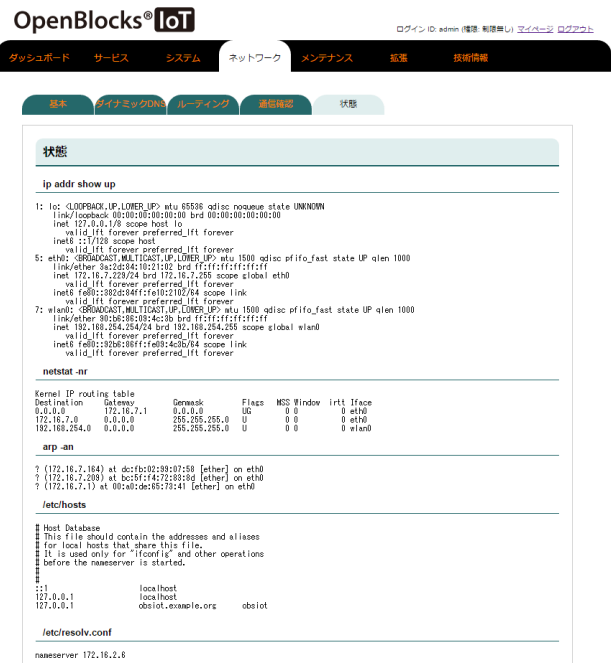 OpenBlocks® IoT
ログイン ID: admin (権限: 制限無し) マイページ ログアウト
ダッシュボード サービス システム ネットワーク メンテナンス 拡張 技術情報
基本 ダイナミックDNS ルーティング 通信確認 状態
状態
ip addr show up
1: lo: <LOOPBACK,UP,LOWER_UP> mtu 65536 qdisc noqueue state UNKNOWN
link/loopback 00:00:00:00:00:00 brd 00:00:00:00:00:00
inet 127.0.0.1/8 scope host lo
valid_lft forever preferred_lft forever
inet6 ::1/128 scope host
valid_lft forever preferred_lft forever
5: eth0: <BROADCAST,MULTICAST,UP,LOWER_UP> mtu 1500 qdisc pfifo_fast state UP qlen 1000
link/ether 3a:2d:84:10:21:02 brd ff:ff:ff:ff:ff:ff
inet 172.16.7.229/24 brd 172.16.7.255 scope global eth0
valid_lft forever preferred_lft forever
inet6 fe80::382d:84ff:fe10:2102/64 scope link
valid_lft forever preferred_lft forever
7: wlan0: <BROADCAST,MULTICAST,UP,LOWER_UP> mtu 1500 qdisc pfifo_fast state UP qlen 1000
link/ether 90:b6:86:09:4c:3b brd ff:ff:ff:ff:ff:ff
inet 192.168.254.254/24 brd 192.168.254.255 scope global wlan0
valid_lft forever preferred_lft forever
inet6 fe80::92b6:86ff:fe09:4c3b/64 scope link
valid_lft forever preferred_lft forever
netstat -nr
Kernel IP routing table
Destination Gateway Genmask Flags MSS Window irtt Iface
0.0.0.0 172.16.7.1 0.0.0.0 UG 0 0 0 eth0
172.16.7.0 0.0.0.0 255.255.255.0 U 0 0 0 eth0
192.168.254.0 0.0.0.0 255.255.255.0 U 0 0 0 wlan0
arp -an
? (172.16.7.164) at dc:fb:02:99:07:58 [ether] on eth0
? (172.16.7.209) at bc:5f:f4:72:83:8d [ether] on eth0
? (172.16.7.1) at 00:a0:de:65:73:41 [ether] on eth0
/etc/hosts
# Host Database
# This file should contain the addresses and aliases
# for local hosts that share this file.
# It is used only for "ifconfig" and other operations
# before the nameserver is started.
#
#
::1 localhost
127.0.0.1 localhost
127.0.0.1 obsiot.example.org obsiot
/etc/resolv.conf
nameserver 172.16.2.6